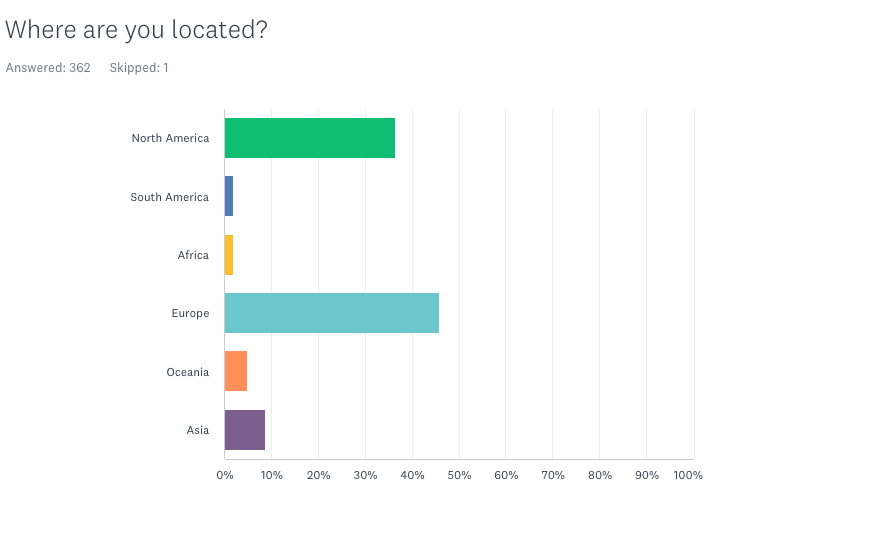 Where are you located?
Answered: 362 Skipped: 1
North America
South America
Africa
Europe
Oceania
Asia
0% 10% 20% 30% 40% 50% 60% 70% 80% 90% 100%